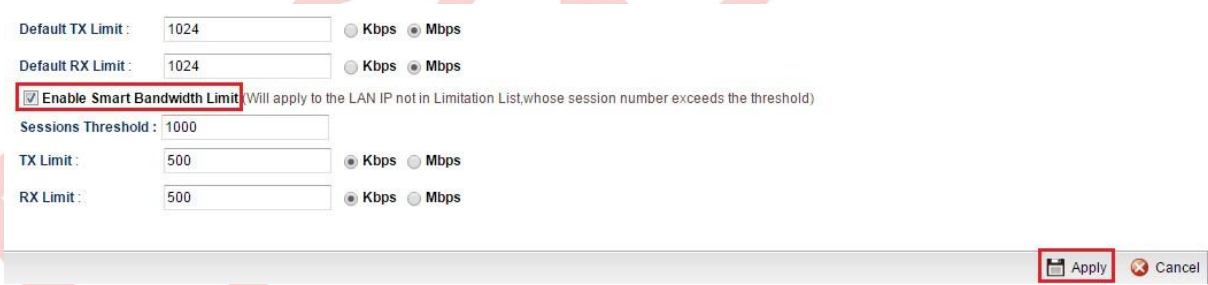 Default TX Limit : 1024 Kbps Mbps
Default RX Limit : 1024 Kbps Mbps
Enable Smart Bandwidth Limit (Will apply to the LAN IP not in Limitation List,whose session number exceeds the threshold)
Sessions Threshold : 1000
TX Limit : 500 Kbps Mbps
RX Limit : 500 Kbps Mbps
Apply Cancel